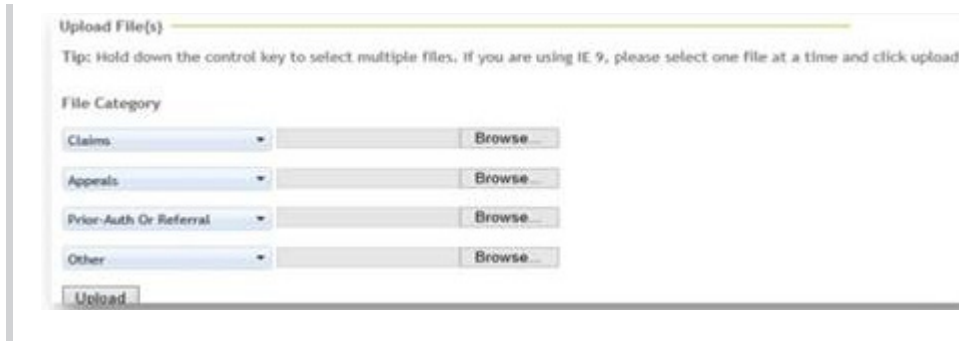 Upload File(s)
Tip: Hold down the control key to select multiple files. If you are using IE 9, please select one file at a time and click upload
File Category
Claims Browse...
Appeals Browse...
Prior-Auth Or Referral Browse...
Other Browse...
Upload